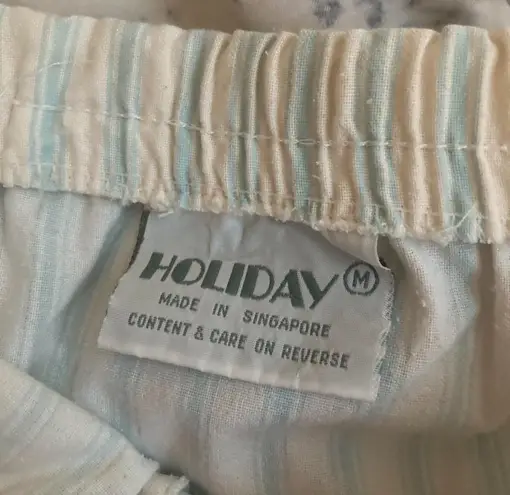 HOLIDAY M
MADE IN SINGAPORE
CONTENT & CARE ON REVERSE